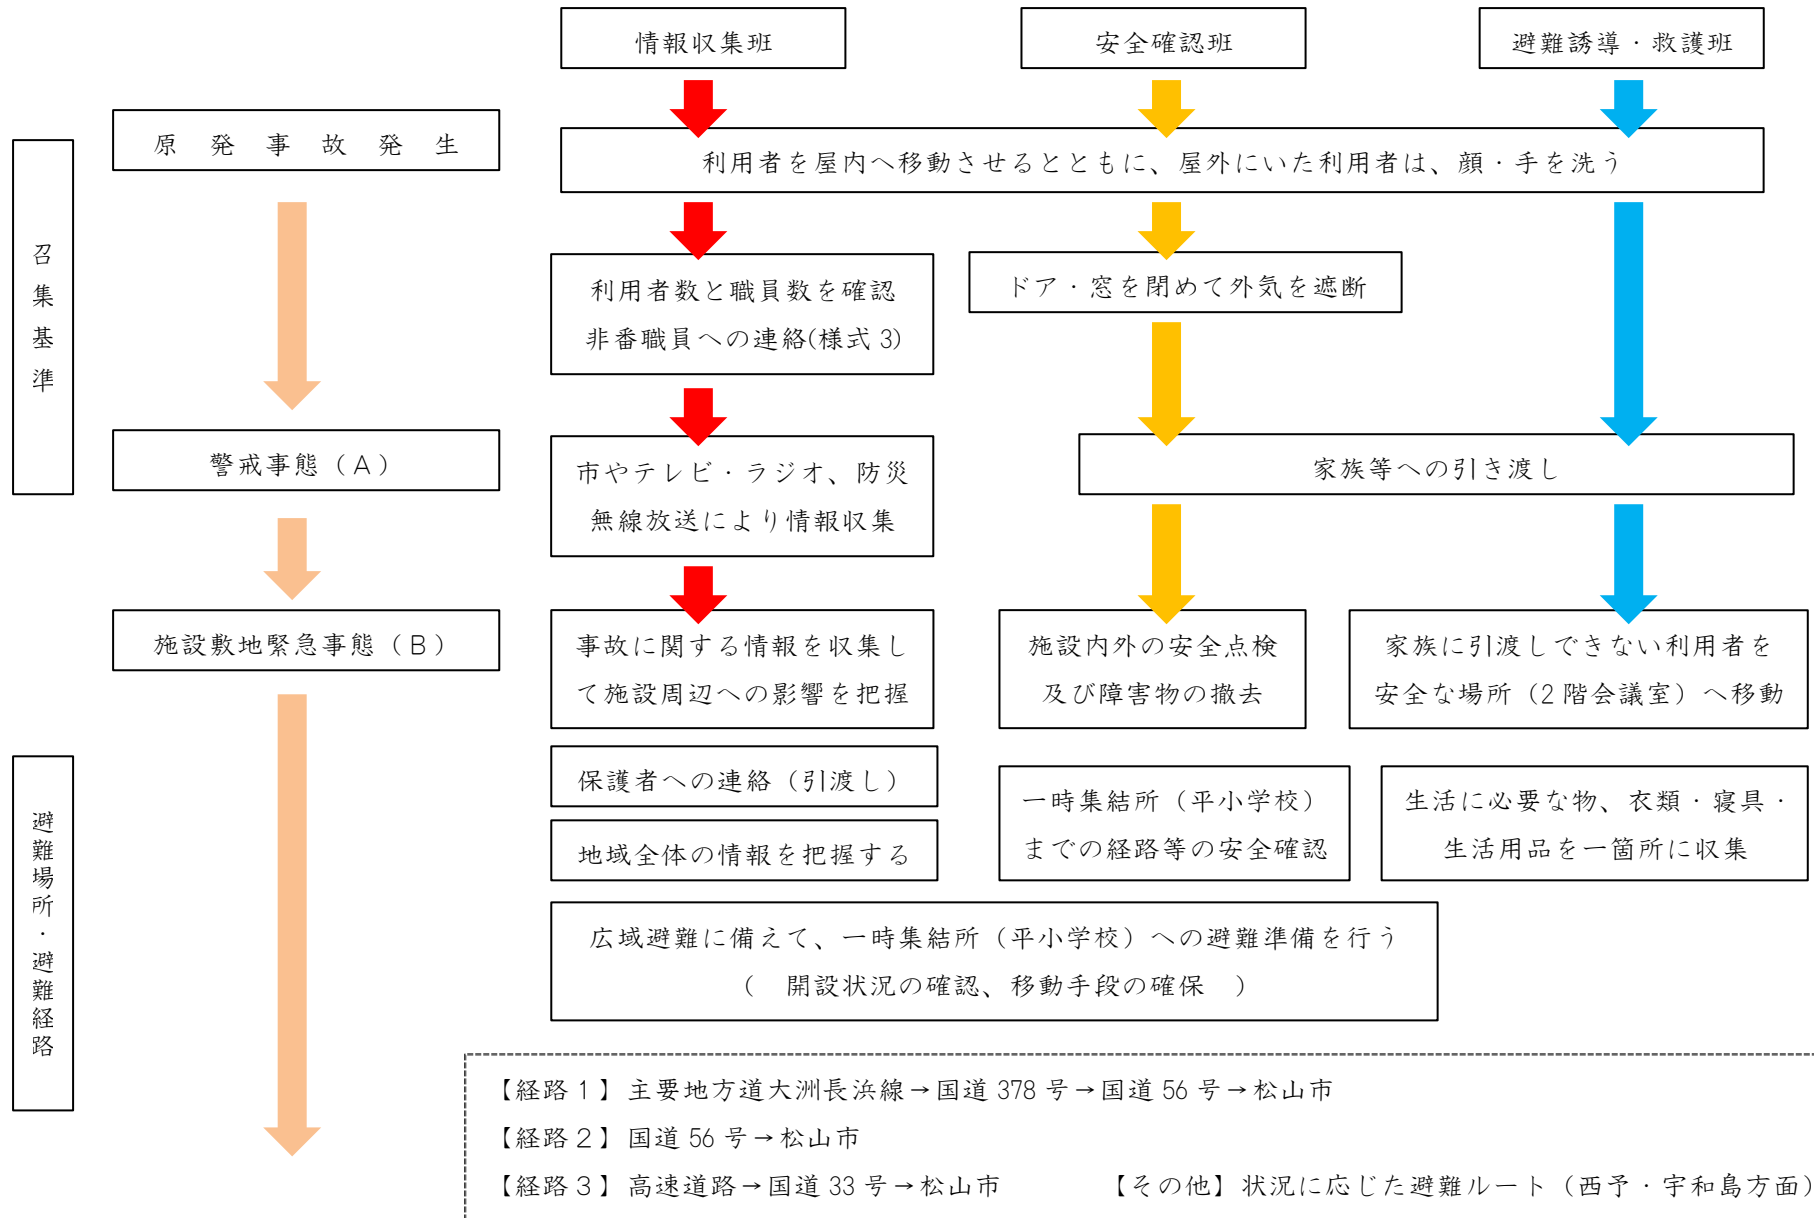 情報収集班
安全確認班
避難誘導・救護班
原発事故発生
利用者を屋内へ移動させるとともに、屋外にいた利用者は、顔・手を洗う
召集基準
利用者数と職員数を確認
非番職員への連絡(様式3)
ドア・窓を閉めて外気を遮断
警戒事態（A）
市やテレビ・ラジオ、防災
無線放送により情報収集
家族等への引き渡し
施設敷地緊急事態（B）
事故に関する情報を収集し
て施設周辺への影響を把握
施設内外の安全点検
及び障害物の撤去
家族に引渡しできない利用者を
安全な場所（2階会議室）へ移動
避難場所・避難経路
保護者への連絡（引渡し）
地域全体の情報を把握する
一時集結所（平小学校）
までの経路等の安全確認
生活に必要な物、衣類・寝具・
生活用品を一箇所に収集
広域避難に備えて、一時集結所（平小学校）への避難準備を行う
（　開設状況の確認、移動手段の確保　）
【経路1】主要地方道大洲長浜線→国道378号→国道56号→松山市
【経路2】国道56号→松山市
【経路3】高速道路→国道33号→松山市　【その他】状況に応じた避難ルート（西予・宇和島方面）